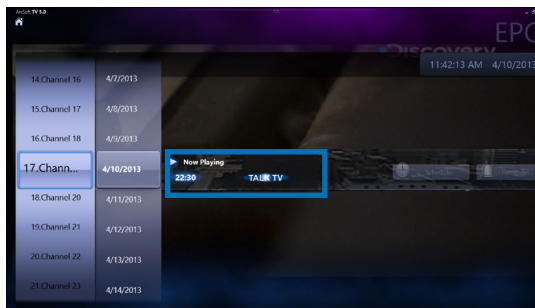 ArcSoft TV 5.0
EPG
Discovery
11:42:13 AM 4/10/2013
14.Channel 16 4/7/2013
15.Channel 17 4/8/2013
16.Channel 18 4/9/2013
Now Playing
17.Chann... 4/10/2013
22:30 TALK TV
Schedule
18.Channel 20 4/11/2013
19.Channel 21 4/12/2013
20.Channel 22 4/13/2013
21.Channel 23 4/14/2013